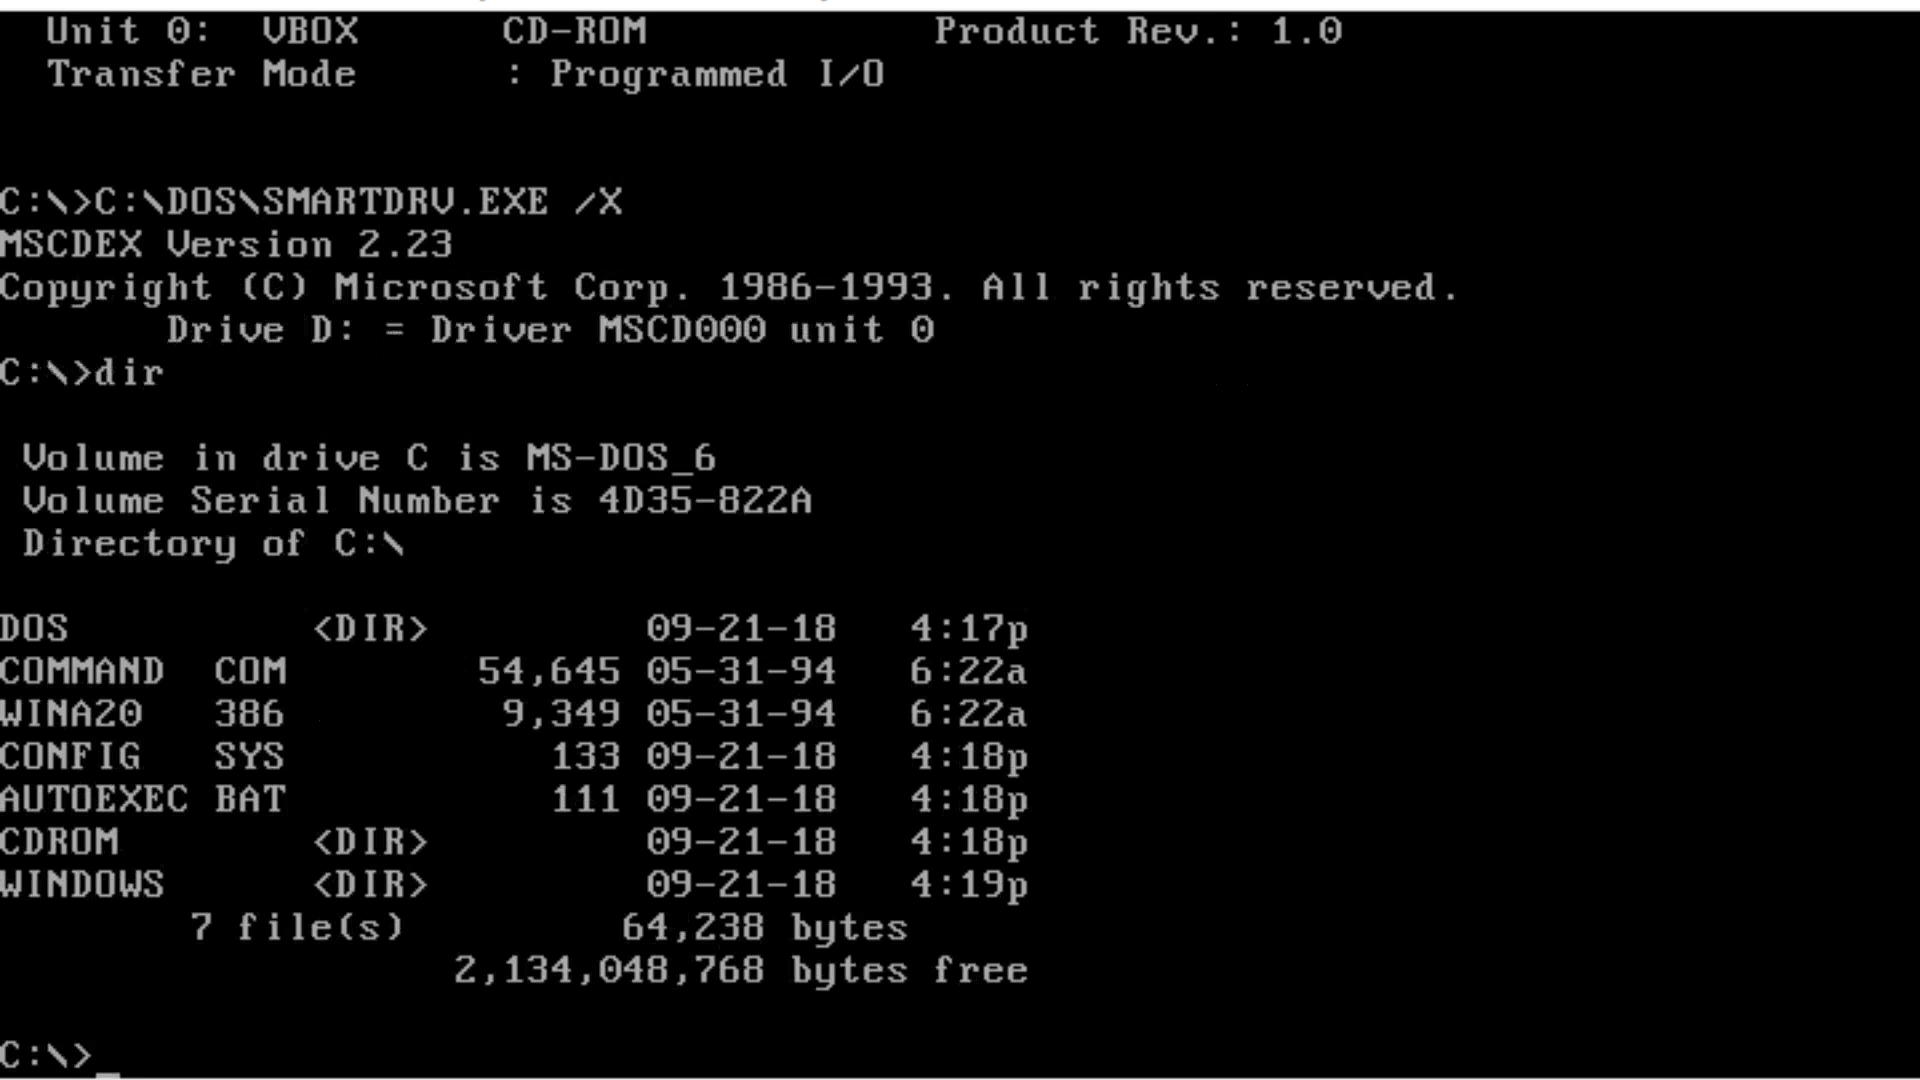 Unit 0: VBOX CD-ROM Product Rev.: 1.0
Transfer Mode : Programmed I/O
C:\>C:\DOS\SMARTDRV.EXE /X
MSCDEX Version 2.23
Copyright (C) Microsoft Corp. 1986-1993. All rights reserved.
Drive D: = Driver MSCD000 unit 0
C:\>dir
Volume in drive C is MS-DOS_6
Volume Serial Number is 4D35-822A
Directory of C:\
DOS <DIR> 09-21-18 4:17p
COMMAND COM 54,645 05-31-94 6:22a
WINA20 386 9,349 05-31-94 6:22a
CONFIG SYS 133 09-21-18 4:18p
AUTOEXEC BAT 111 09-21-18 4:18p
CDROM <DIR> 09-21-18 4:18p
WINDOWS <DIR> 09-21-18 4:19p
7 file(s) 64,238 bytes
2,134,048,768 bytes free
C:\>_